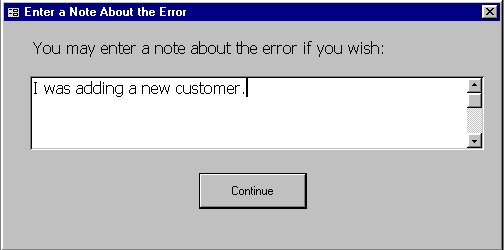 Enter a Note About the Error
You may enter a note about the error if you wish:
I was adding a new customer.
Continue